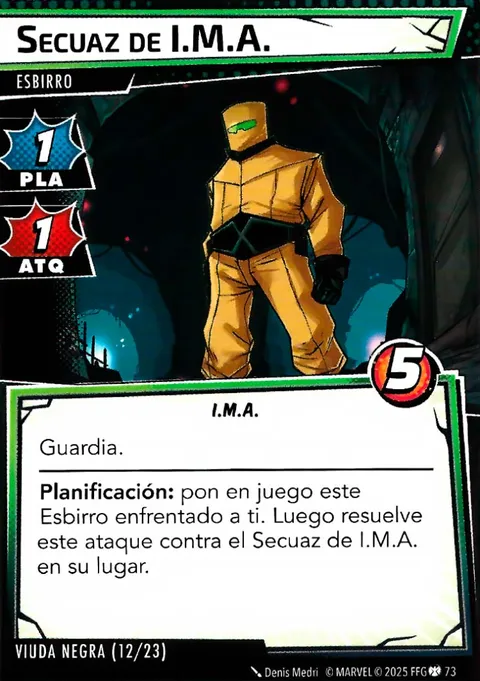 Secuaz de I.M.A.
ESBIRRO
1
PLA
1
ATQ
5
I.M.A.
Guardia.
Planificación: pon en juego este
Esbirro enfrentado a ti. Luego resuelve
este ataque contra el Secuaz de I.M.A.
en su lugar.
VIUDA NEGRA (12/23)
Denis Medri © MARVEL © 2025 FFG 73